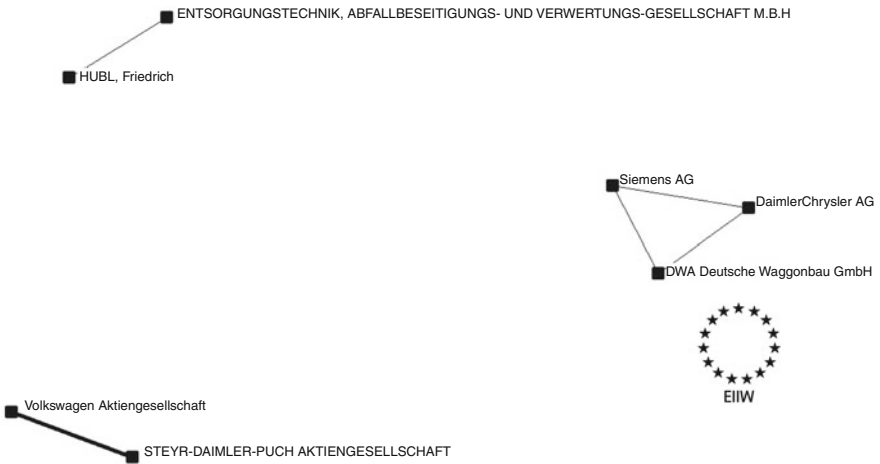 ENTSORGUNGSTECHNIK, ABFALLBESEITIGUNGS- UND VERWERTUNGS-GESELLSCHAFT M.B.H
HUBL, Friedrich
Siemens AG
DaimlerChrysler AG
DWA Deutsche Waggonbau GmbH
EIIW
Volkswagen Aktiengesellschaft
STEYR-DAIMLER-PUCH AKTIENGESELLSCHAFT